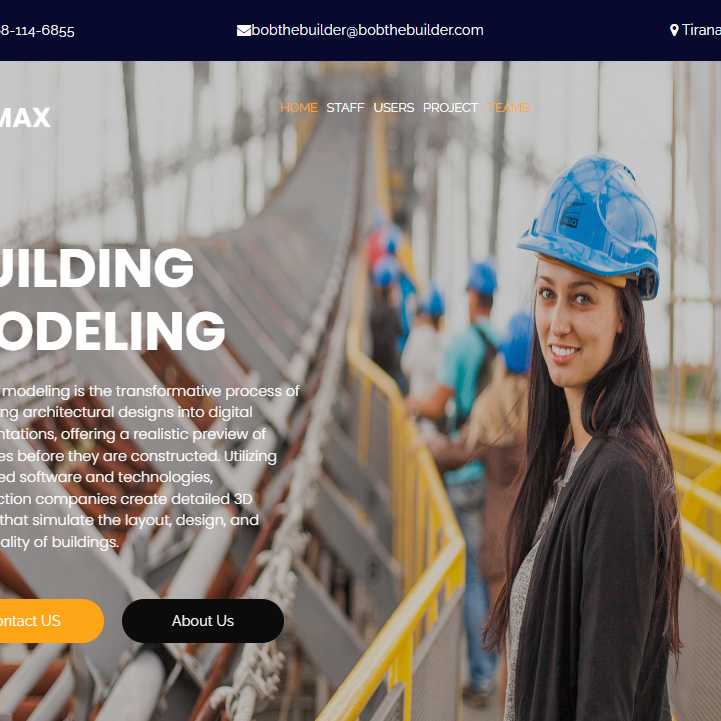 8-114-6855
bobthebuilder@bobthebuilder.com
Tirana
MAX
HOME STAFF USERS PROJECT TEAMS
UILDING
ODELING
modeling is the transformative process of
ng architectural designs into digital
ntations, offering a realistic preview of
es before they are constructed. Utilizing
ed software and technologies,
ction companies create detailed 3D
that simulate the layout, design, and
ality of buildings.
ontact US
About Us